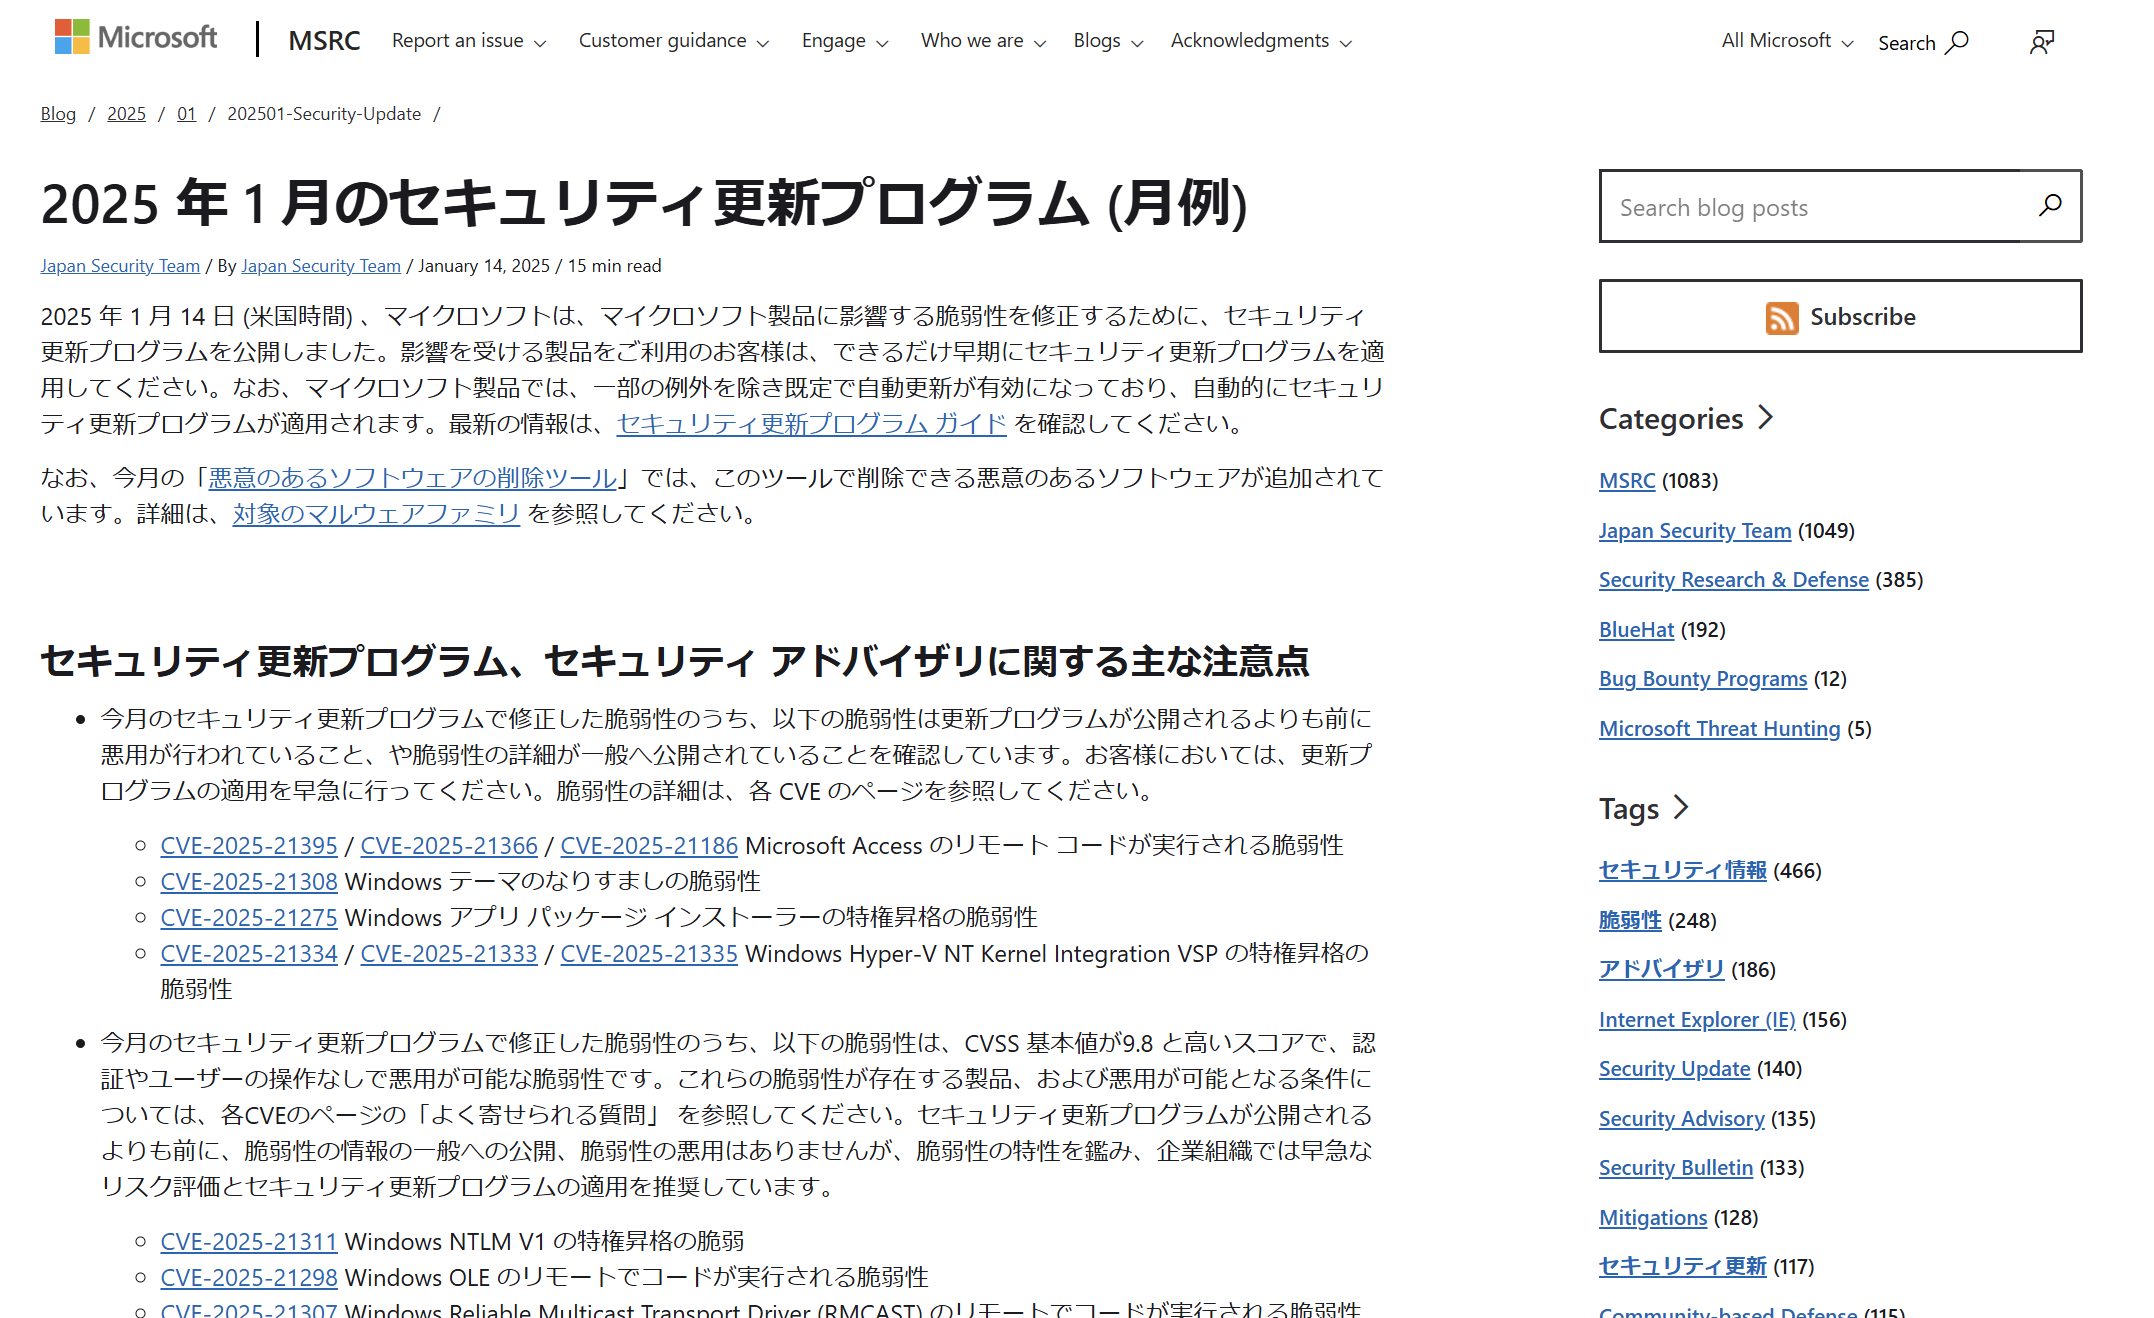 Microsoft
MSRC
Report an issue
Customer guidance
Engage
Who we are
Blogs
Acknowledgments
All Microsoft
Search
Blog / 2025 / 01 / 202501-Security-Update /
2025 年 1 月のセキュリティ更新プログラム (月例)
Japan Security Team / By Japan Security Team / January 14, 2025 / 15 min read
2025 年 1 月 14 日 (米国時間) 、マイクロソフトは、マイクロソフト製品に影響する脆弱性を修正するために、セキュリティ
更新プログラムを公開しました。影響を受ける製品をご利用のお客様は、できるだけ早期にセキュリティ更新プログラムを適
用してください。なお、マイクロソフト製品では、一部の例外を除き既定で自動更新が有効になっており、自動的にセキュリ
ティ更新プログラムが適用されます。最新の情報は、セキュリティ更新プログラム ガイド を確認してください。
なお、今月の「悪意のあるソフトウェアの削除ツール」では、このツールで削除できる悪意のあるソフトウェアが追加されて
います。詳細は、対象のマルウェアファミリ を参照してください。
セキュリティ更新プログラム、セキュリティ アドバイザリに関する主な注意点
今月のセキュリティ更新プログラムで修正した脆弱性のうち、以下の脆弱性は更新プログラムが公開されるよりも前に
悪用が行われていること、や脆弱性の詳細が一般へ公開されていることを確認しています。お客様においては、更新プ
ログラムの適用を早急に行ってください。脆弱性の詳細は、各 CVE のページを参照してください。
CVE-2025-21395 / CVE-2025-21366 / CVE-2025-21186 Microsoft Access のリモート コードが実行される脆弱性
CVE-2025-21308 Windows テーマのなりすましの脆弱性
CVE-2025-21275 Windows アプリ パッケージ インストーラーの特権昇格の脆弱性
CVE-2025-21334 / CVE-2025-21333 / CVE-2025-21335 Windows Hyper-V NT Kernel Integration VSP の特権昇格の
脆弱性
今月のセキュリティ更新プログラムで修正した脆弱性のうち、以下の脆弱性は、CVSS 基本値が9.8 と高いスコアで、認
証やユーザーの操作なしで悪用が可能な脆弱性です。これらの脆弱性が存在する製品、および悪用が可能となる条件に
ついては、各CVEのページの「よく寄せられる質問」 を参照してください。セキュリティ更新プログラムが公開される
よりも前に、脆弱性の情報の一般への公開、脆弱性の悪用はありませんが、脆弱性の特性を鑑み、企業組織では早急な
リスク評価とセキュリティ更新プログラムの適用を推奨しています。
CVE-2025-21311 Windows NTLM V1 の特権昇格の脆弱
CVE-2025-21298 Windows OLE のリモートでコードが実行される脆弱性
CVE-2025-21307 Windows Reliable Multicast Transport Driver (RMCAST) のリモートでコードが実行される脆弱性
Search blog posts
Subscribe
Categories
MSRC (1083)
Japan Security Team (1049)
Security Research & Defense (385)
BlueHat (192)
Bug Bounty Programs (12)
Microsoft Threat Hunting (5)
Tags
セキュリティ情報 (466)
脆弱性 (248)
アドバイザリ (186)
Internet Explorer (IE) (156)
Security Update (140)
Security Advisory (135)
Security Bulletin (133)
Mitigations (128)
セキュリティ更新 (117)
Community-based Defense (115)